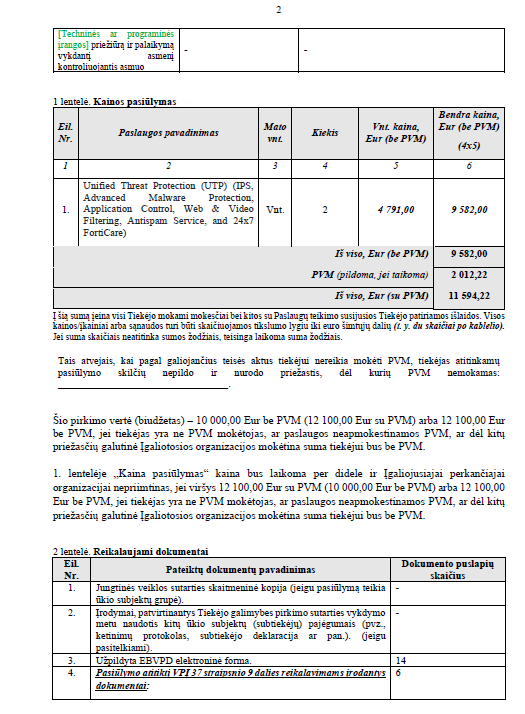 2
[Techninės ar programinės
įrangos] priežiūrą ir palaikymą
vykdantį asmenį
kontroliuojantis asmuo
-
-
1 lentelė. Kainos pasiūlymas
Eil.
Nr.
Paslaugos pavadinimas
Mato
vnt.
Kiekis
Vnt. kaina,
Eur (be PVM)
Bendra kaina,
Eur (be PVM)
(4x5)
1
2
3
4
5
6
1.
Unified Threat Protection (UTP) (IPS,
Advanced Malware Protection,
Application Control, Web & Video
Filtering, Antispam Service, and 24x7
FortiCare)
Vnt.
2
4 791,00
9 582,00
Iš viso, Eur (be PVM)
9 582,00
PVM (pildoma, jei taikoma)
2 012,22
Iš viso, Eur (su PVM)
11 594,22
Į šią sumą įeina visi Tiekėjo mokami mokesčiai bei kitos su Paslaugų teikimo susijusios Tiekėjo patiriamos išlaidos. Visos
kainos/įkainiai arba sąnaudos turi būti skaičiuojamos tikslumo lygiu iki euro šimtųjų dalių (t. y. du skaičiai po kablelio).
Jei suma skaičiais neatitinka sumos žodžiais, teisinga laikoma suma žodžiais.
Tais atvejais, kai pagal galiojančius teisės aktus tiekėjui nereikia mokėti PVM, tiekėjas atitinkamų
pasiūlymo skilčių nepildo ir nurodo priežastis, dėl kurių PVM nemokamas:
.
Šio pirkimo vertė (biudžetas) – 10 000,00 Eur be PVM (12 100,00 Eur su PVM) arba 12 100,00 Eur
be PVM, jei tiekėjas yra ne PVM mokėtojas, ar paslaugos neapmokestinamos PVM, ar dėl kitų
priežasčių galutinė Įgaliotosios organizacijos mokėtina suma tiekėjui bus be PVM.
1. lentelėje „Kaina pasiūlymas“ kaina bus laikoma per didele ir Įgaliojusiajai perkančiajai
organizacijai nepriimtinas, jei viršys 12 100,00 Eur su PVM (10 000,00 Eur be PVM) arba 12 100,00
Eur be PVM, jei tiekėjas yra ne PVM mokėtojas, ar paslaugos neapmokestinamos PVM, ar dėl kitų
priežasčių galutinė Įgaliotosios organizacijos mokėtina suma tiekėjui bus be PVM.
2 lentelė. Reikalaujami dokumentai
Eil.
Nr.
Pateiktų dokumentų pavadinimas
Dokumento puslapių
skaičius
1.
Jungtinės veiklos sutarties skaitmeninė kopija (jeigu pasiūlymą teikia
ūkio subjektų grupė).
-
2.
Įrodymai, patvirtinantys Tiekėjo galimybes pirkimo sutarties vykdymo
metu naudotis kitų ūkio subjektų (subtiekėjų) pajėgumais (pvz.,
ketinimų protokolas, subtiekėjo deklaracija ar pan.). (jeigu
pasitelkiami).
-
3.
Užpildyta EBVPD elektroninė forma.
14
4.
Pasiūlymo atitiktį VPĮ 37 straipsnio 9 dalies reikalavimams įrodantys
dokumentai:
6